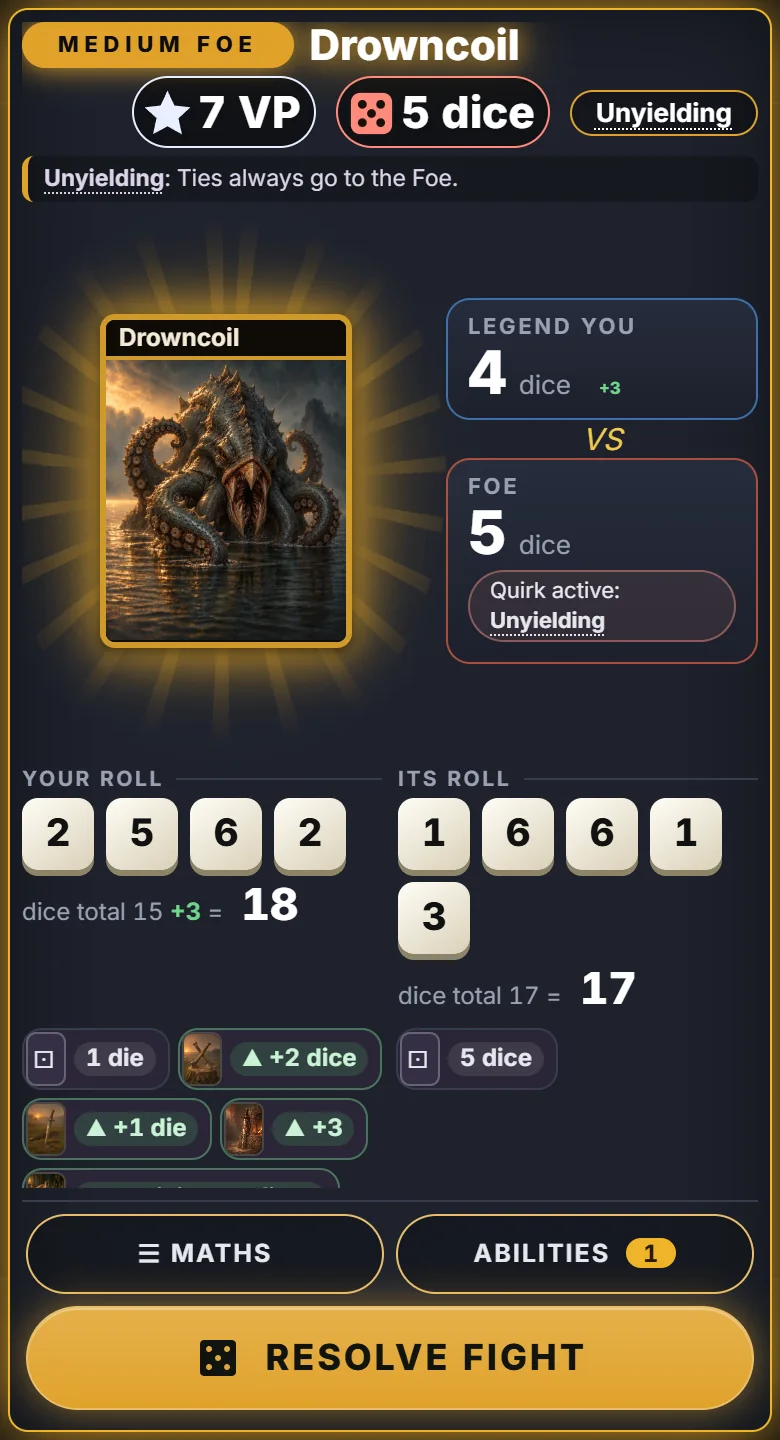 MEDIUM FOE Drowncoil
7 VP 5 dice Unyielding
Unyielding: Ties always go to the Foe.
Drowncoil
LEGEND YOU
4 dice +3
VS
FOE
5 dice
Quirk active:
Unyielding
YOUR ROLL
2 5 6 2
dice total 15 +3 = 18
ITS ROLL
1 6 6 1
3
dice total 17 = 17
1 die ▲ +2 dice
▲ +1 die ▲ +3
5 dice
☰ MATHS ABILITIES 1
RESOLVE FIGHT